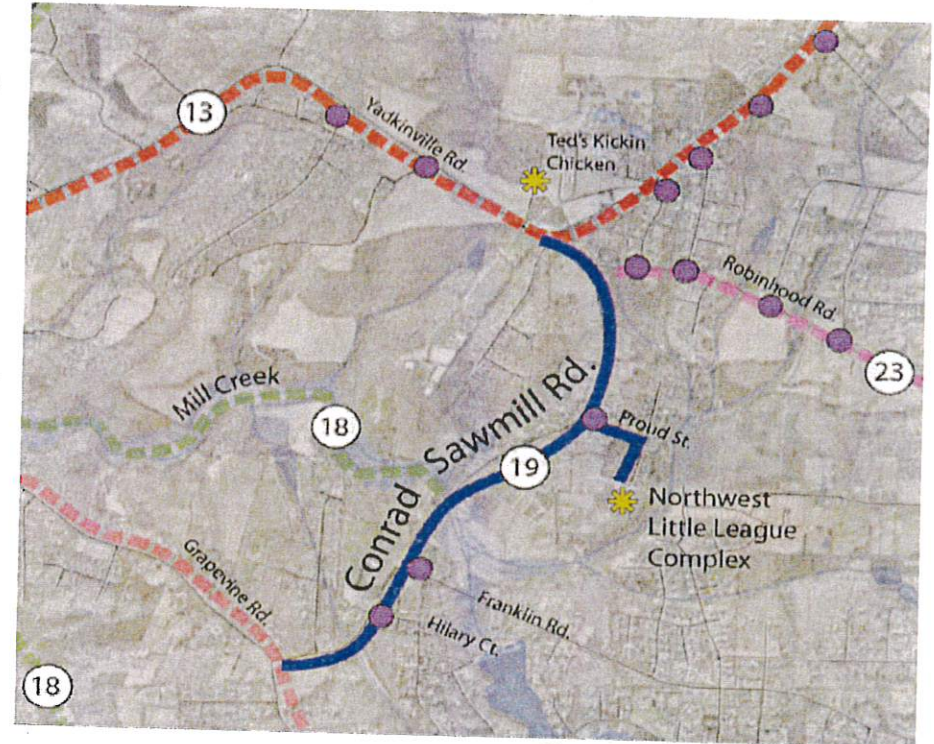 13
Yadkinville Rd.
Ted's Kickin
Chicken
Robinhood Rd.
23
Mill Creek
18
Conrad Sawmill Rd.
19
Proud St.
Northwest
Little League
Complex
Grapevine Rd.
Franklin Rd.
Hilary Ct.
18